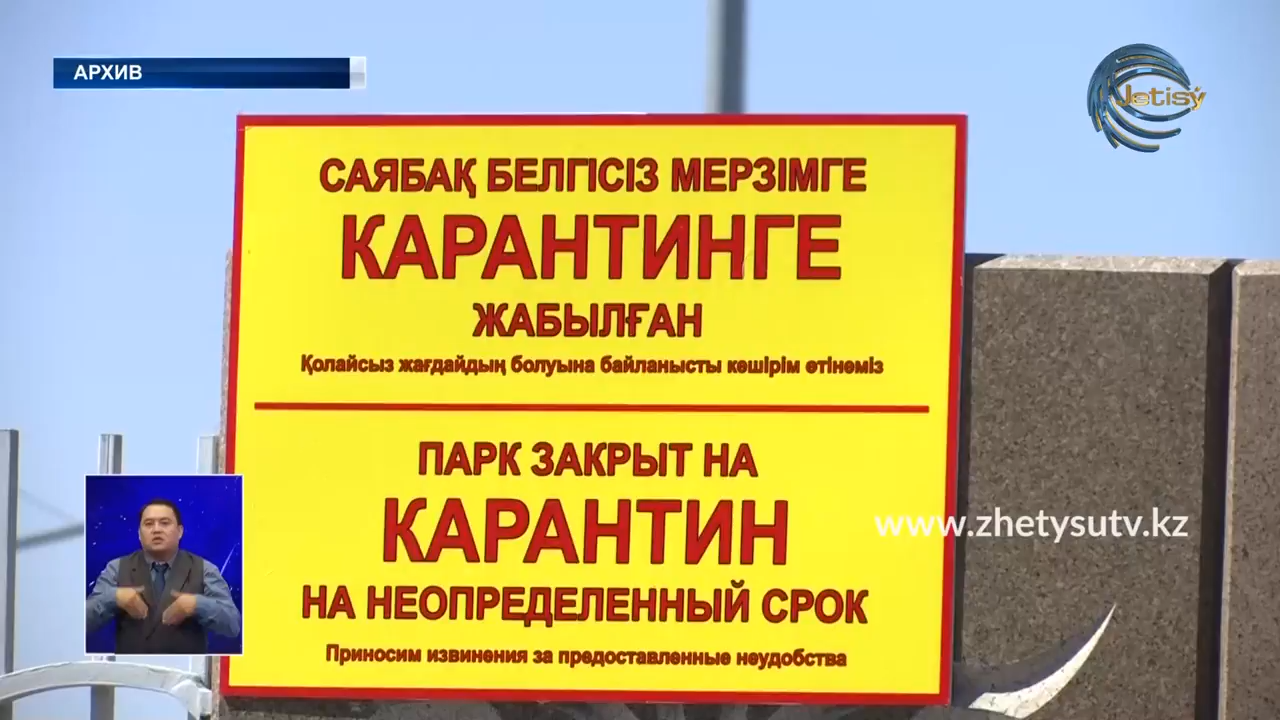 АРХИВ
Jetisý
САЯБАҚ БЕЛГІСІЗ МЕРЗІМГЕ
КАРАНТИНГЕ
ЖАБЫЛҒАН
Қолайсыз жағдайдың болуына байланысты кешірім өтінеміз
ПАРК ЗАКРЫТ НА
КАРАНТИН
НА НЕОПРЕДЕЛЕННЫЙ СРОК
Приносим извинения за предоставленные неудобства
www.zhetysutv.kz